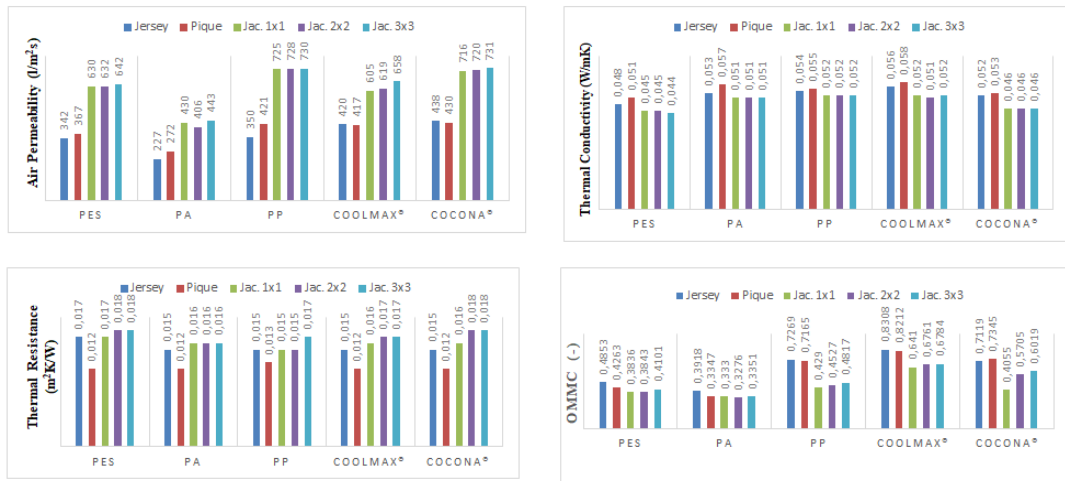 Jersey Pique Jac. 1x1 Jac. 2x2 Jac. 3x3
Air Permeability (l/m²s)
342 367 630 632 642
227 272 430 406 443
350 421 725 728 730
420 417 605 619 658
438 430 716 720 731
PES PA PP COOLMAX® COCONA®
Jersey Pique Jac. 1x1 Jac. 2x2 Jac. 3x3
Thermal Conductivity (W/mK)
0,048 0,051 0,045 0,045 0,044
0,053 0,057 0,051 0,051 0,051
0,054 0,055 0,052 0,052 0,052
0,056 0,058 0,052 0,051 0,052
0,052 0,053 0,046 0,046 0,046
PES PA PP COOLMAX® COCONA®
Jersey Pique Jac. 1x1 Jac. 2x2 Jac. 3x3
Thermal Resistance
(m²K/W)
0,017 0,012 0,017 0,018 0,018
0,015 0,012 0,016 0,016 0,016
0,015 0,013 0,015 0,015 0,017
0,015 0,012 0,016 0,017 0,017
0,015 0,012 0,016 0,018 0,018
PES PA PP COOLMAX® COCONA®
Jersey Pique Jac. 1x1 Jac. 2x2 Jac. 3x3
OMMC (-)
0,4853 0,4263 0,3836 0,3843 0,4101
0,3918 0,3347 0,333 0,3276 0,3351
0,7269 0,7165 0,429 0,4527 0,4817
0,8308 0,8212 0,641 0,6761 0,6784
0,7119 0,7345 0,4055 0,5705 0,6019
PES PA PP COOLMAX® COCONA®